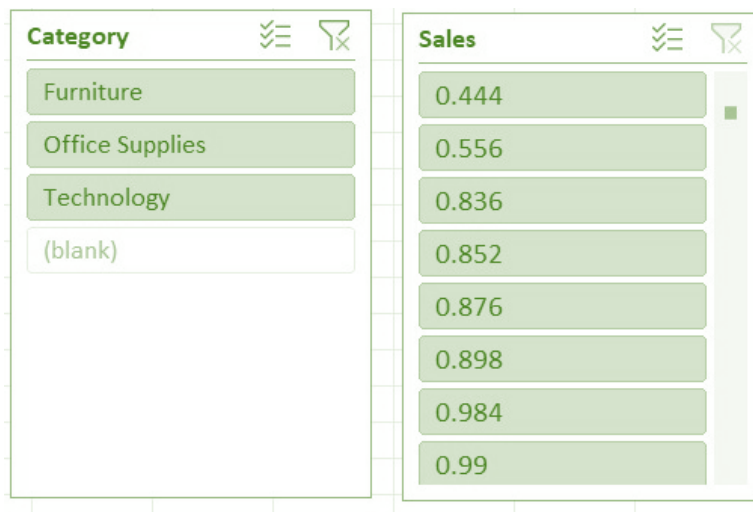 Category
Furniture
Office Supplies
Technology
(blank)
Sales
0.444
0.556
0.836
0.852
0.876
0.898
0.984
0.99